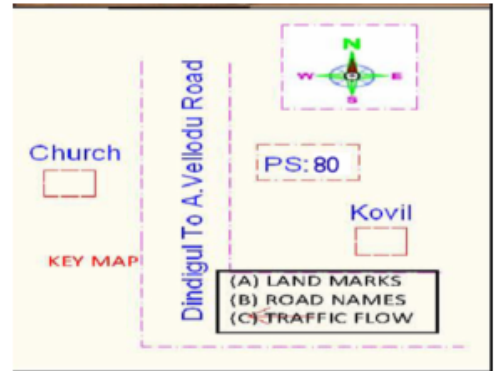 N
W E
S
Church
Dindigul To A.Vellodu Road
PS: 80
Kovil
KEY MAP
(A) LAND MARKS
(B) ROAD NAMES
(C) TRAFFIC FLOW